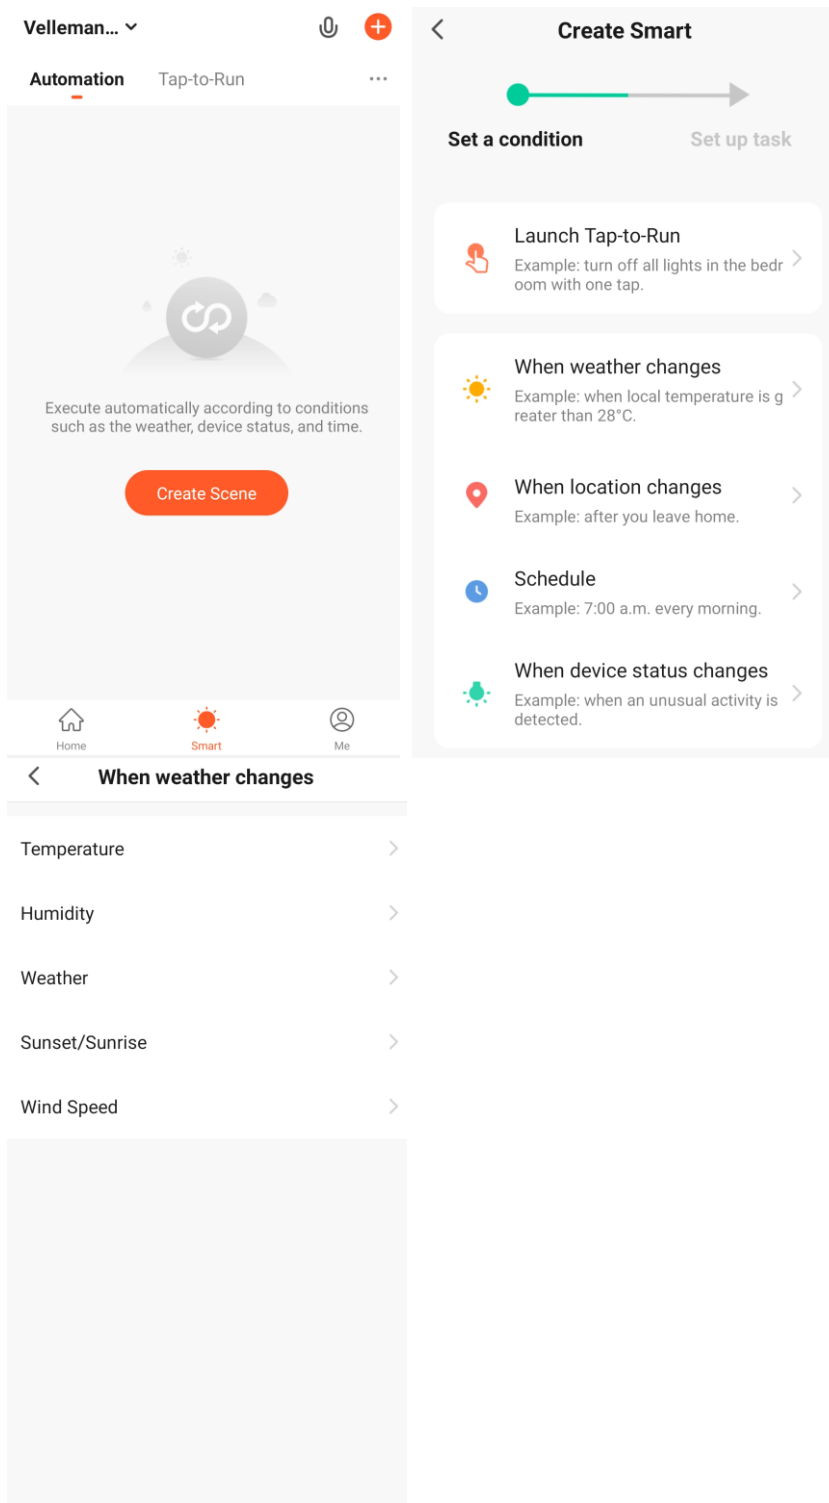 Velleman...
Automation Tap-to-Run ...
Execute automatically according to conditions
such as the weather, device status, and time.
Create Scene
Home Smart Me
Create Smart
Set a condition Set up task
Launch Tap-to-Run
Example: turn off all lights in the bedr
oom with one tap.
When weather changes
Example: when local temperature is g
reater than 28°C.
When location changes
Example: after you leave home.
Schedule
Example: 7:00 a.m. every morning.
When device status changes
Example: when an unusual activity is
detected.
When weather changes
Temperature
Humidity
Weather
Sunset/Sunrise
Wind Speed